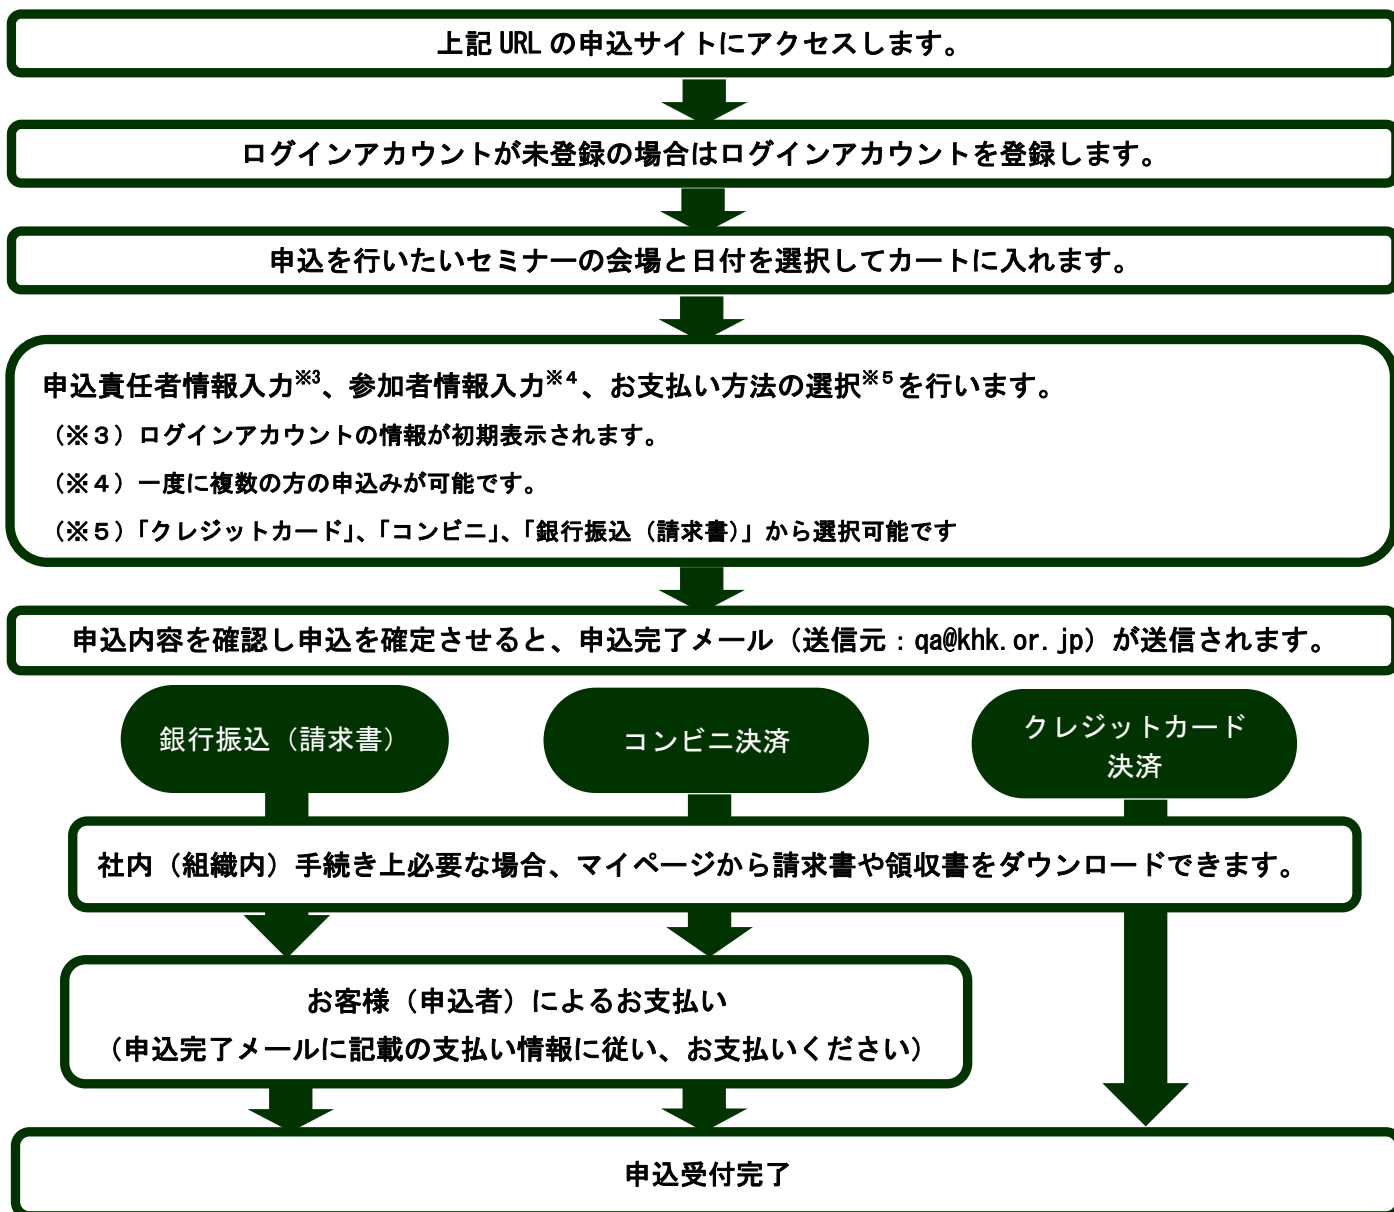 上記 URL の申込サイトにアクセスします。
ログインアカウントが未登録の場合はログインアカウントを登録します。
申込を行いたいセミナーの会場と日付を選択してカートに入れます。
申込責任者情報入力※3、参加者情報入力※４、お支払い方法の選択※５を行います。
（※３）ログインアカウントの情報が初期表示されます。
（※４）一度に複数の方の申込みが可能です。
（※５）「クレジットカード」、「コンビニ」、「銀行振込（請求書）」から選択可能です
申込内容を確認し申込を確定させると、申込完了メール（送信元：qa@khk.or.jp）が送信されます。
銀行振込（請求書）
コンビニ決済
クレジットカード
決済
社内（組織内）手続き上必要な場合、マイページから請求書や領収書をダウンロードできます。
お客様（申込者）によるお支払い
（申込完了メールに記載の支払い情報に従い、お支払いください）
申込受付完了